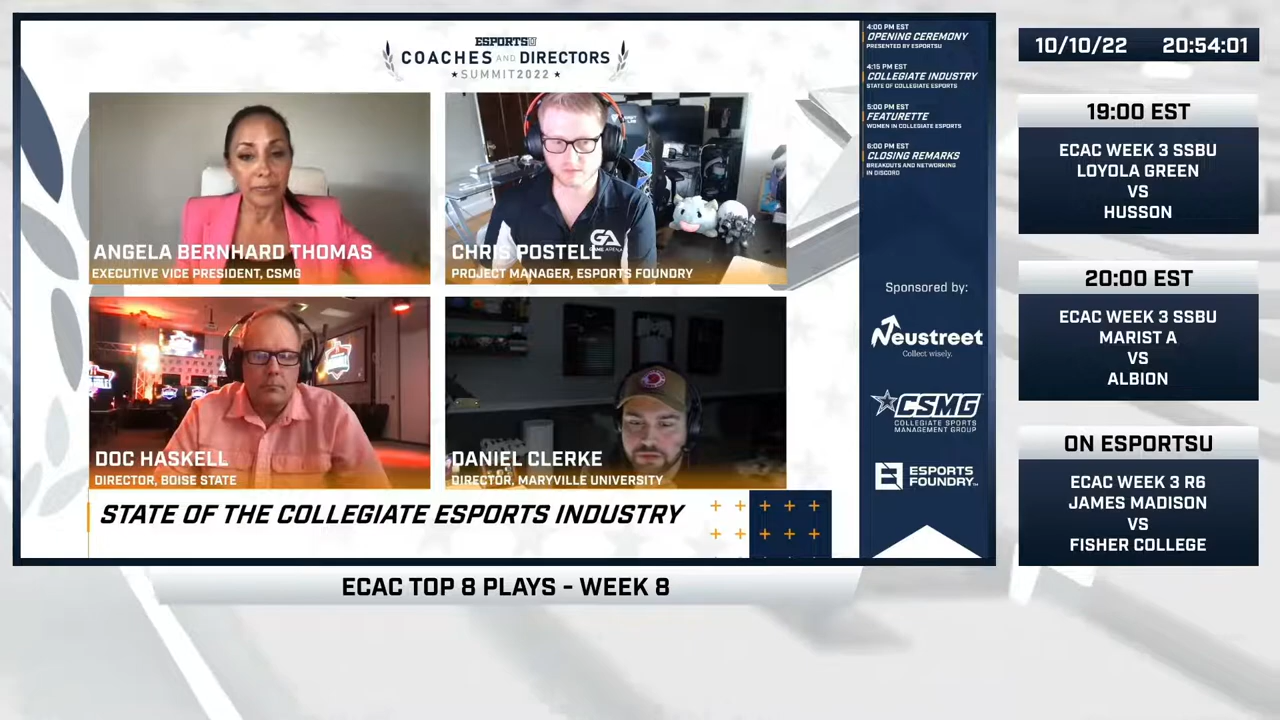 ESPORTSU
COACHES AND DIRECTORS
SUMMIT2022
ANGELA BERNHARD THOMAS
EXECUTIVE VICE PRESIDENT, CSMG
CHRIS POSTELL
PROJECT MANAGER, ESPORTS FOUNDRY
GA
DOC HASKELL
DIRECTOR, BOISE STATE
DANIEL CLERKE
DIRECTOR, MARYVILLE UNIVERSITY
STATE OF THE COLLEGIATE ESPORTS INDUSTRY
4:00 PM EST
OPENING CEREMONY
PRESENTED BY ESPORTSU
4:15 PM EST
COLLEGIATE INDUSTRY
STATE OF COLLEGIATE ESPORTS
5:00 PM EST
FEATURETTE
WOMEN IN COLLEGIATE ESPORTS
6:00 PM EST
CLOSING REMARKS
BREAKOUTS AND NETWORKING
IN DISCORD
Sponsored by:
Neustreet
Collect wisely.
CSMG
COLLEGIATE SPORTS
MANAGEMENT GROUP
ESPORTS
FOUNDRY
ECAC TOP 8 PLAYS - WEEK 8
10/10/22 20:54:01
19:00 EST
ECAC WEEK 3 SSBU
LOYOLA GREEN
VS
HUSSON
20:00 EST
ECAC WEEK 3 SSBU
MARIST A
VS
ALBION
ON ESPORTSU
ECAC WEEK 3 R6
JAMES MADISON
VS
FISHER COLLEGE